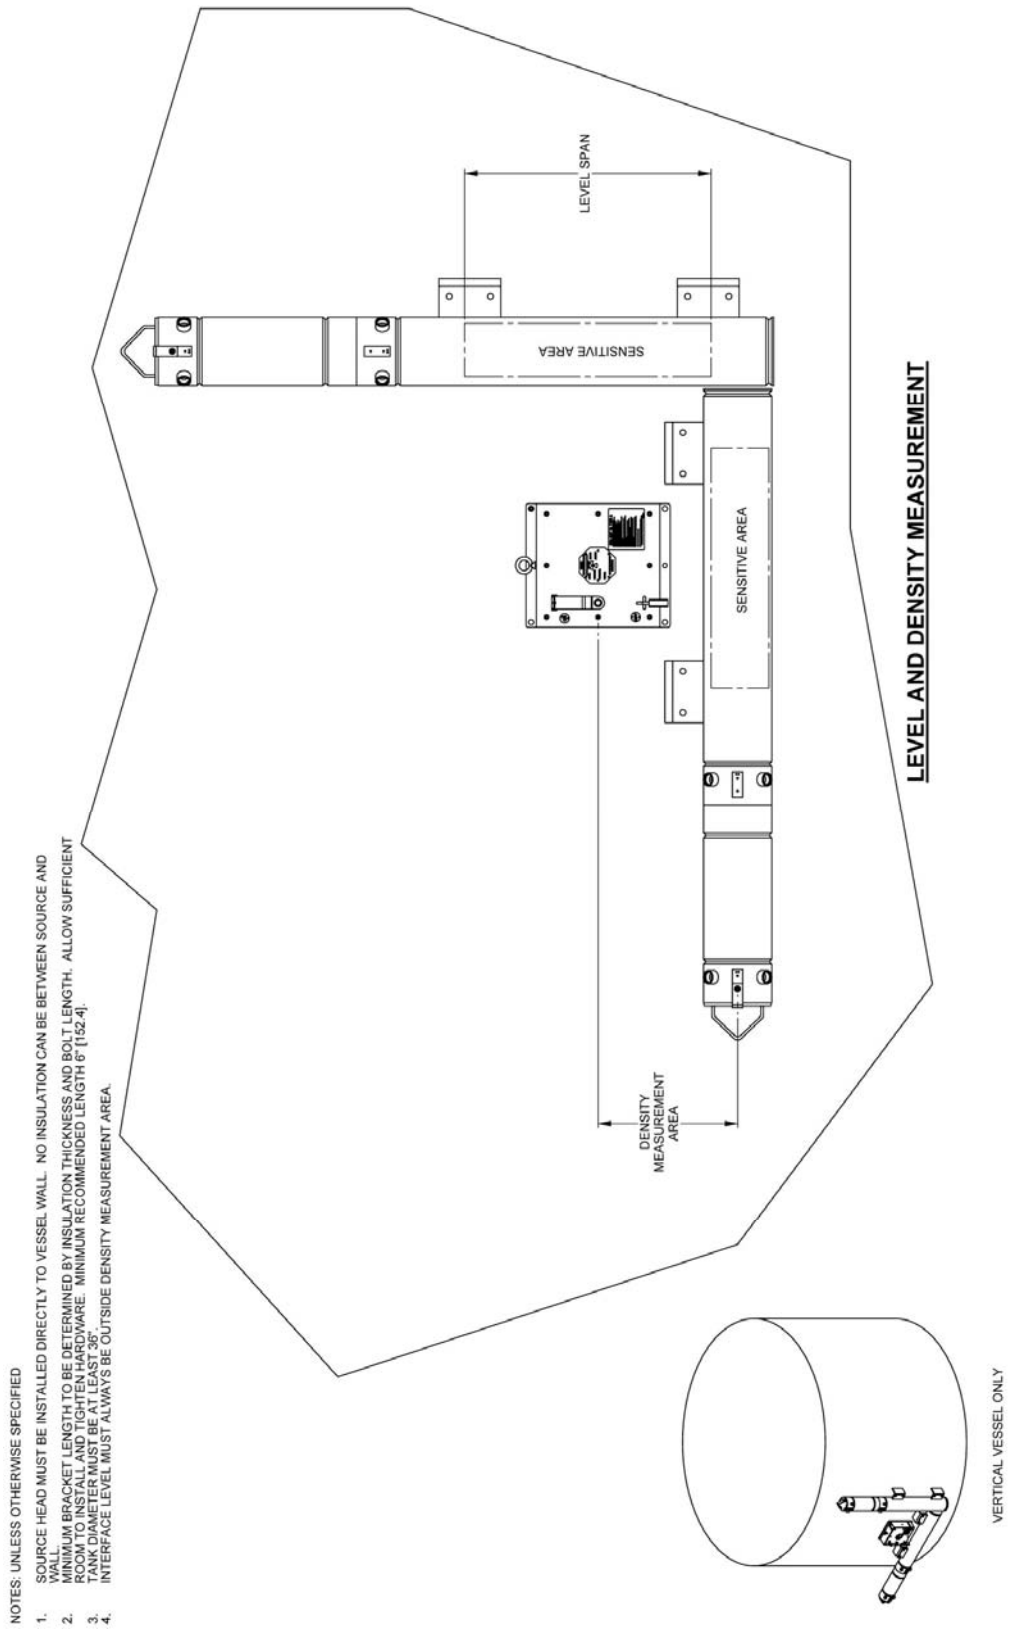 NOTES: UNLESS OTHERWISE SPECIFIED
1. SOURCE HEAD MUST BE INSTALLED DIRECTLY TO VESSEL WALL. NO INSULATION CAN BE BETWEEN SOURCE AND
WALL.
2. MINIMUM BRACKET LENGTH TO BE DETERMINED BY INSULATION THICKNESS AND BOLT LENGTH. ALLOW SUFFICIENT
ROOM TO INSTALL AND TIGHTEN HARDWARE. MINIMUM RECOMMENDED LENGTH 6" [152.4].
3. TANK DIAMETER MUST BE AT LEAST 36".
4. INTERFACE LEVEL MUST ALWAYS BE OUTSIDE DENSITY MEASUREMENT AREA.
LEVEL SPAN
SENSITIVE AREA
SENSITIVE AREA
DENSITY
MEASUREMENT
AREA
LEVEL AND DENSITY MEASUREMENT
VERTICAL VESSEL ONLY